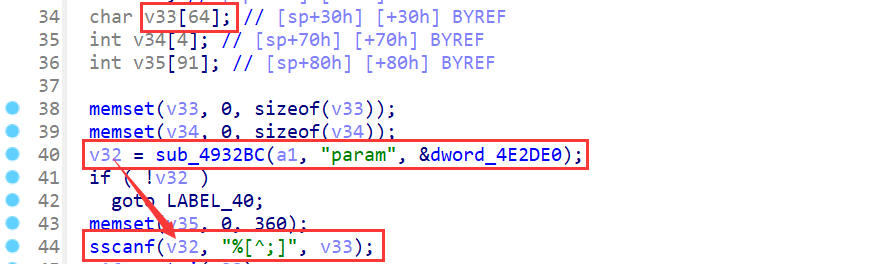 34 char v33[64]; // [sp+30h] [+30h] BYREF
35 int v34[4]; // [sp+70h] [+70h] BYREF
36 int v35[91]; // [sp+80h] [+80h] BYREF
37
38 memset(v33, 0, sizeof(v33));
39 memset(v34, 0, sizeof(v34));
40 v32 = sub_4932BC(a1, "param", &dword_4E2DE0);
41 if ( !v32 )
42 goto LABEL_40;
43 memset(v35, 0, 360);
44 sscanf(v32, "%[^;]", v33);